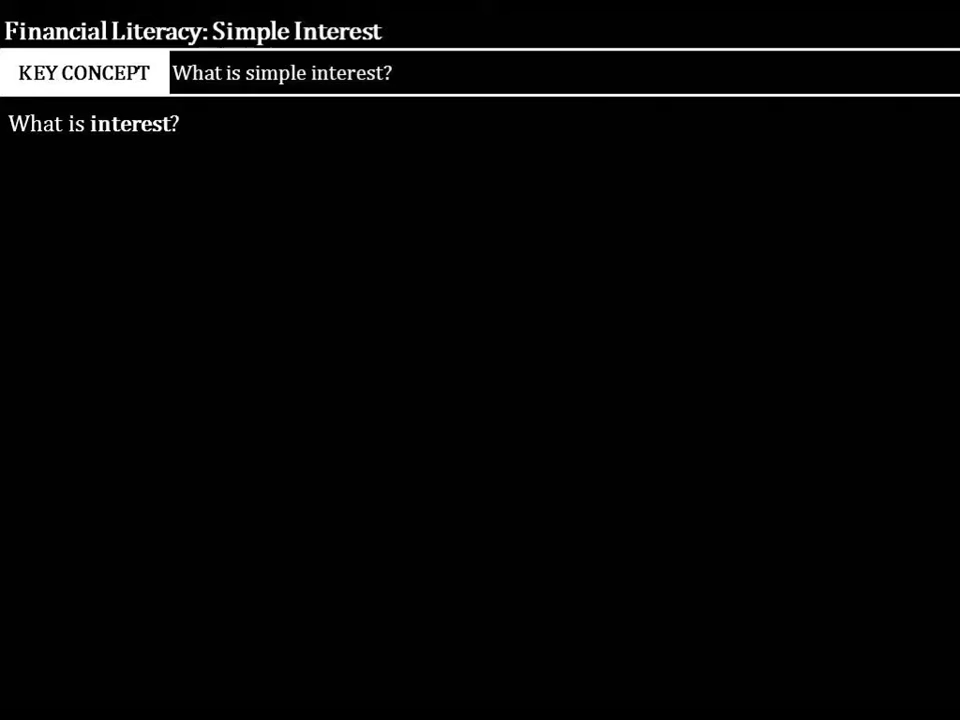 Financial Literacy: Simple Interest
KEY CONCEPT What is simple interest?
What is interest?